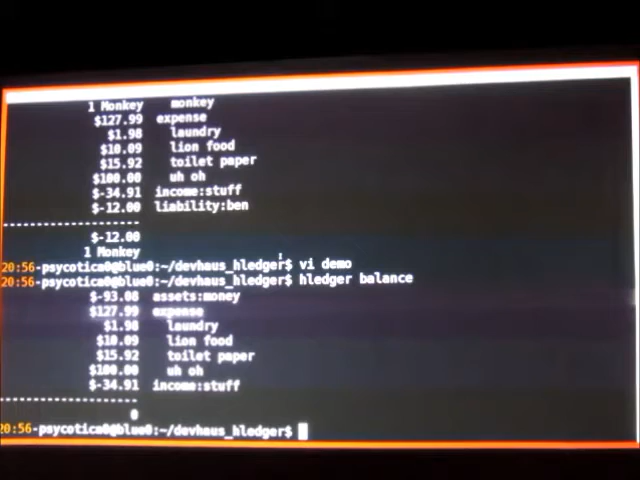 1 Monkey monkey
$127.99 expense
$1.98 laundry
$10.09 lion food
$15.92 toilet paper
$100.00 uh oh
$-34.91 income:stuff
$-12.00 liability:ben
--------------------
$-12.00
1 Monkey
20:56-psycotica0@blue0:~/devhaus_hledger$ vi demo
20:56-psycotica0@blue0:~/devhaus_hledger$ hledger balance
$-93.08 assets:money
$127.99 expense
$1.98 laundry
$10.09 lion food
$15.92 toilet paper
$100.00 uh oh
$-34.91 income:stuff
--------------------
0
20:56-psycotica0@blue0:~/devhaus_hledger$